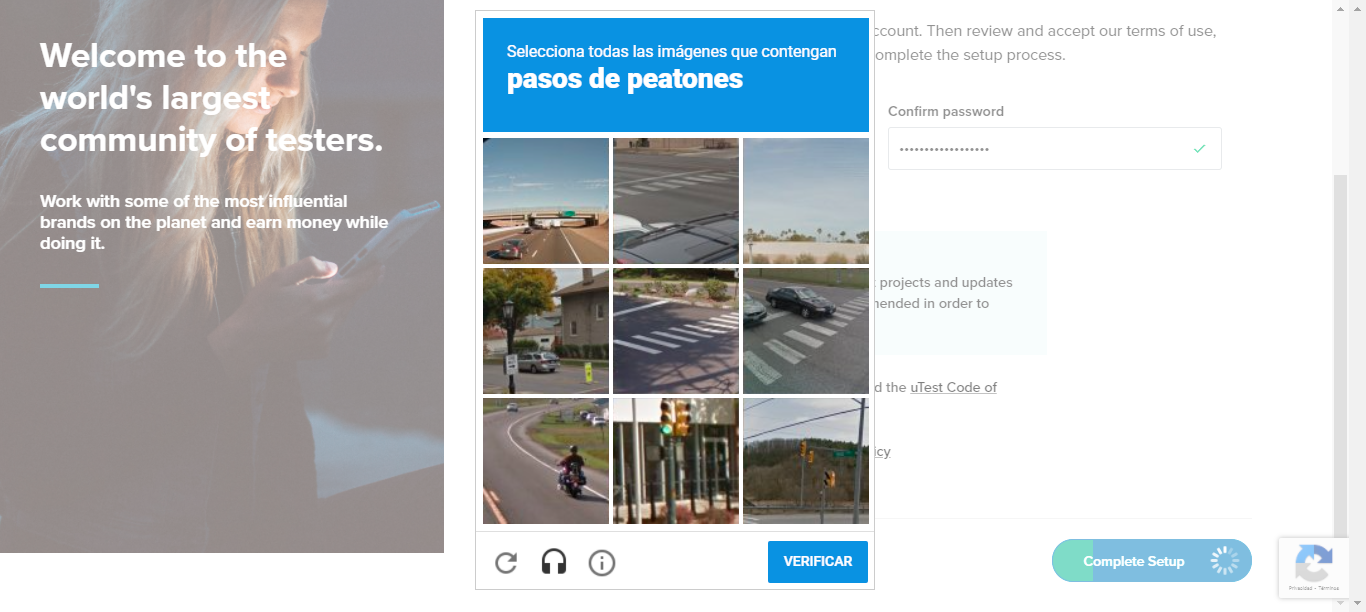 Welcome to the
world's largest
community of testers.
Work with some of the most influential
brands on the planet and earn money while
doing it.
Selecciona todas las imágenes que contengan
pasos de peatones
VERIFICAR
ccount. Then review and accept our terms of use,
omplete the setup process.
Confirm password
projects and updates
nended in order to
d the uTest Code of
icy
Complete Setup
Privacidad - Términos